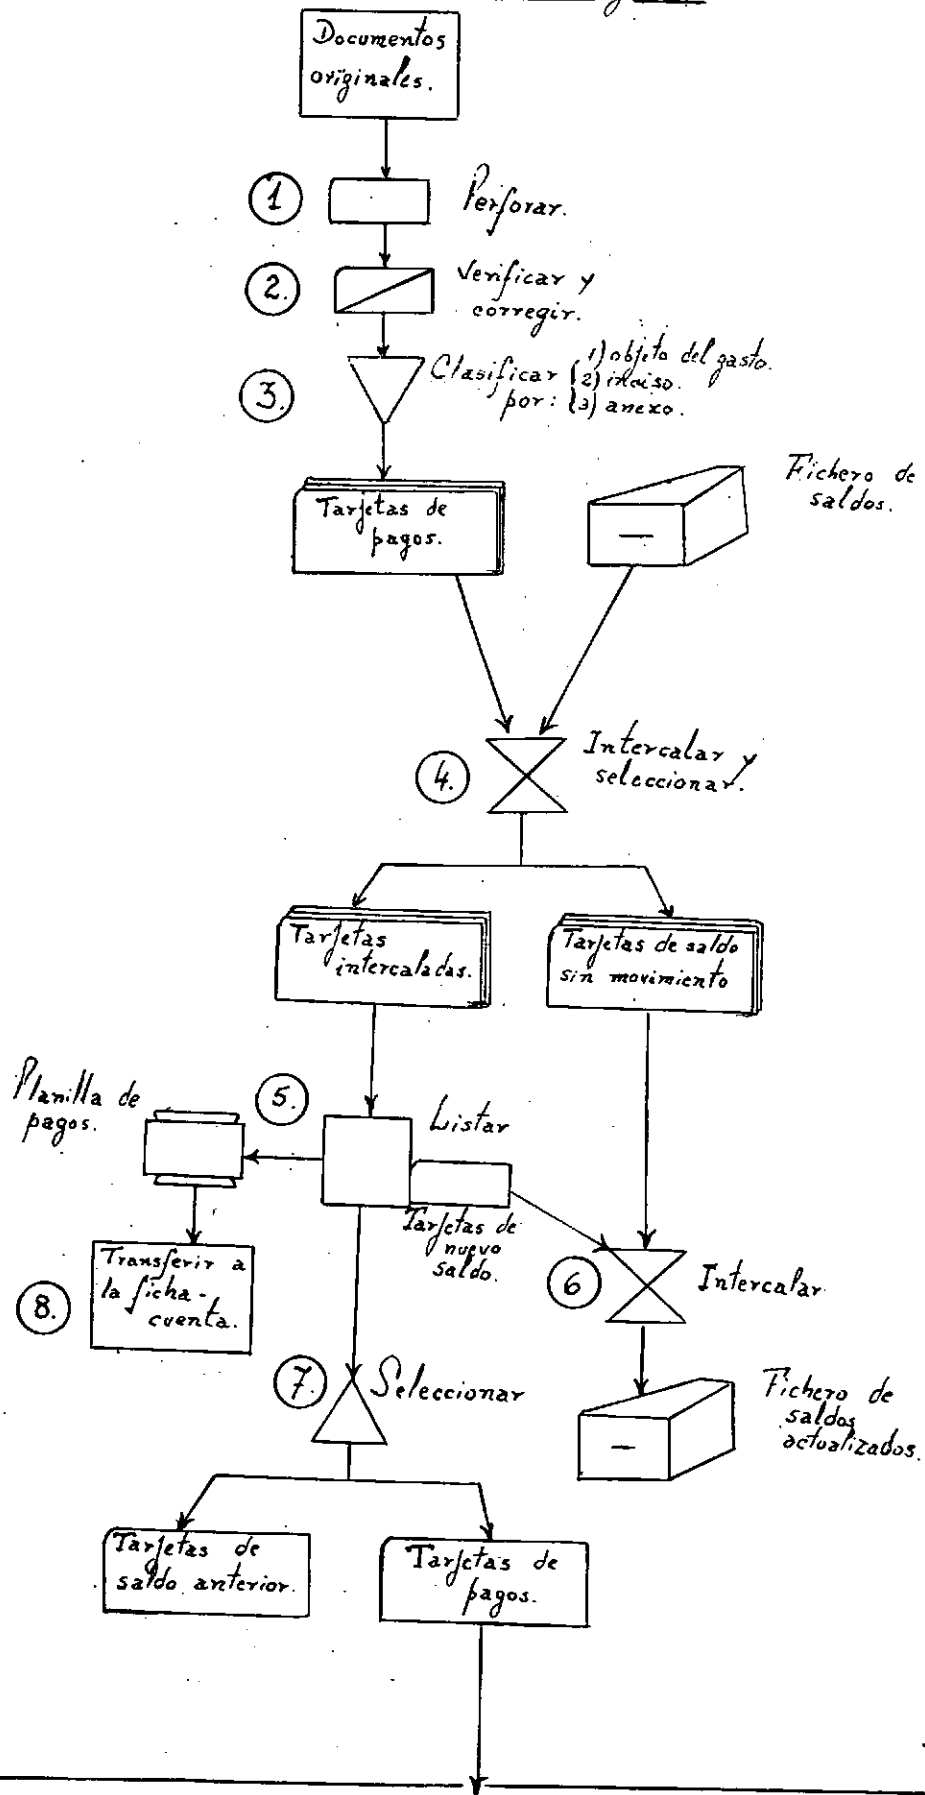 Documentos
originales.
1
Perforar.
2.
Verificar y
corregir.
3.
Clasificar
por:
1) objeto del gasto.
2) inciso.
3) anexo.
Tarjetas de
pagos.
Fichero de
saldos.
4.
Intercalar y
seleccionar.
Tarjetas
intercaladas.
Tarjetas de saldo
sin movimiento
Planilla de
pagos.
5.
Listar
Tarjetas de
nuevo
saldo.
6
Intercalar
8.
Transferir a
la ficha-
cuenta.
7.
Seleccionar
Fichero de
saldos
actualizados.
Tarjetas de
saldo anterior.
Tarjetas de
pagos.